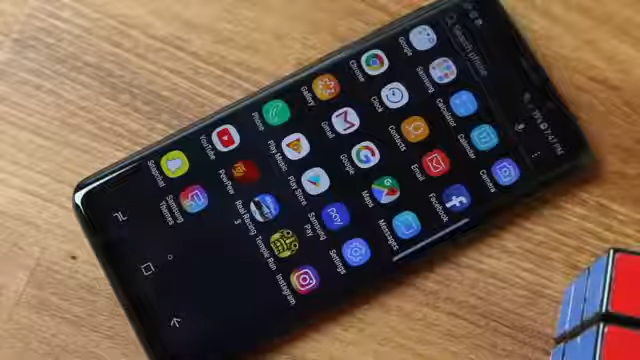 Search phone
Google
Samsung
Calculator
Calendar
Camera
Chrome
Clock
Contacts
Email
Facebook
Gallery
Gmail
Google
Maps
Messages
Phone
Play Music
Play Store
pay
Samsung
Pay
Settings
YouTube
PewPew
Real Racing
3
Temple Run
Instagram
Snapchat
Samsung
Themes